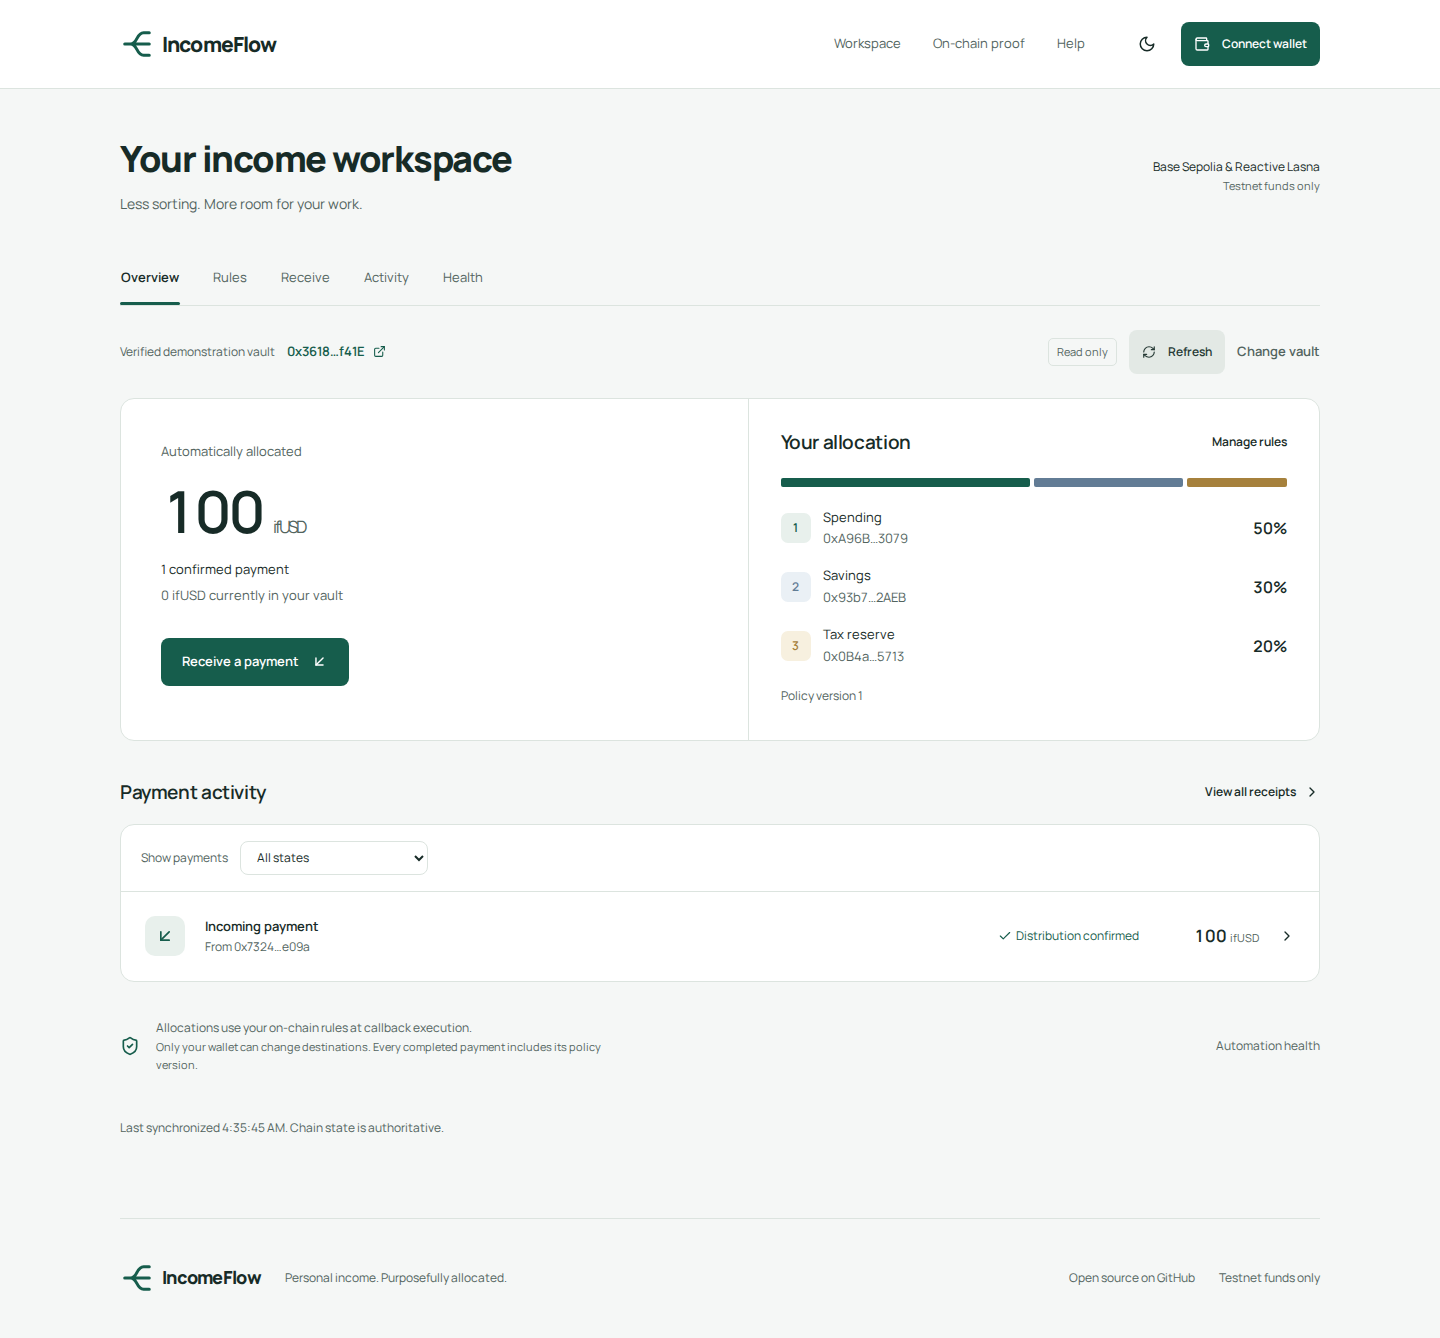 IncomeFlow
Workspace
On-chain proof
Help
Connect wallet
Your income workspace
Less sorting. More room for your work.
Base Sepolia & Reactive Lasna
Testnet funds only
Overview
Rules
Receive
Activity
Health
Verified demonstration vault
0x3618...f41E
Read only
Refresh
Change vault
Automatically allocated
100 ifUSD
1 confirmed payment
0 ifUSD currently in your vault
Receive a payment
Your allocation
Manage rules
1
Spending
0xA96B...3079
50%
2
Savings
0x93b7...2AEB
30%
3
Tax reserve
0x0B4a...5713
20%
Policy version 1
Payment activity
View all receipts
Show payments
All states
Incoming payment
From 0x7324...e09a
Distribution confirmed
100 ifUSD
Allocations use your on-chain rules at callback execution.
Only your wallet can change destinations. Every completed payment includes its policy
version.
Automation health
Last synchronized 4:35:45 AM. Chain state is authoritative.
IncomeFlow
Personal income. Purposefully allocated.
Open source on GitHub
Testnet funds only